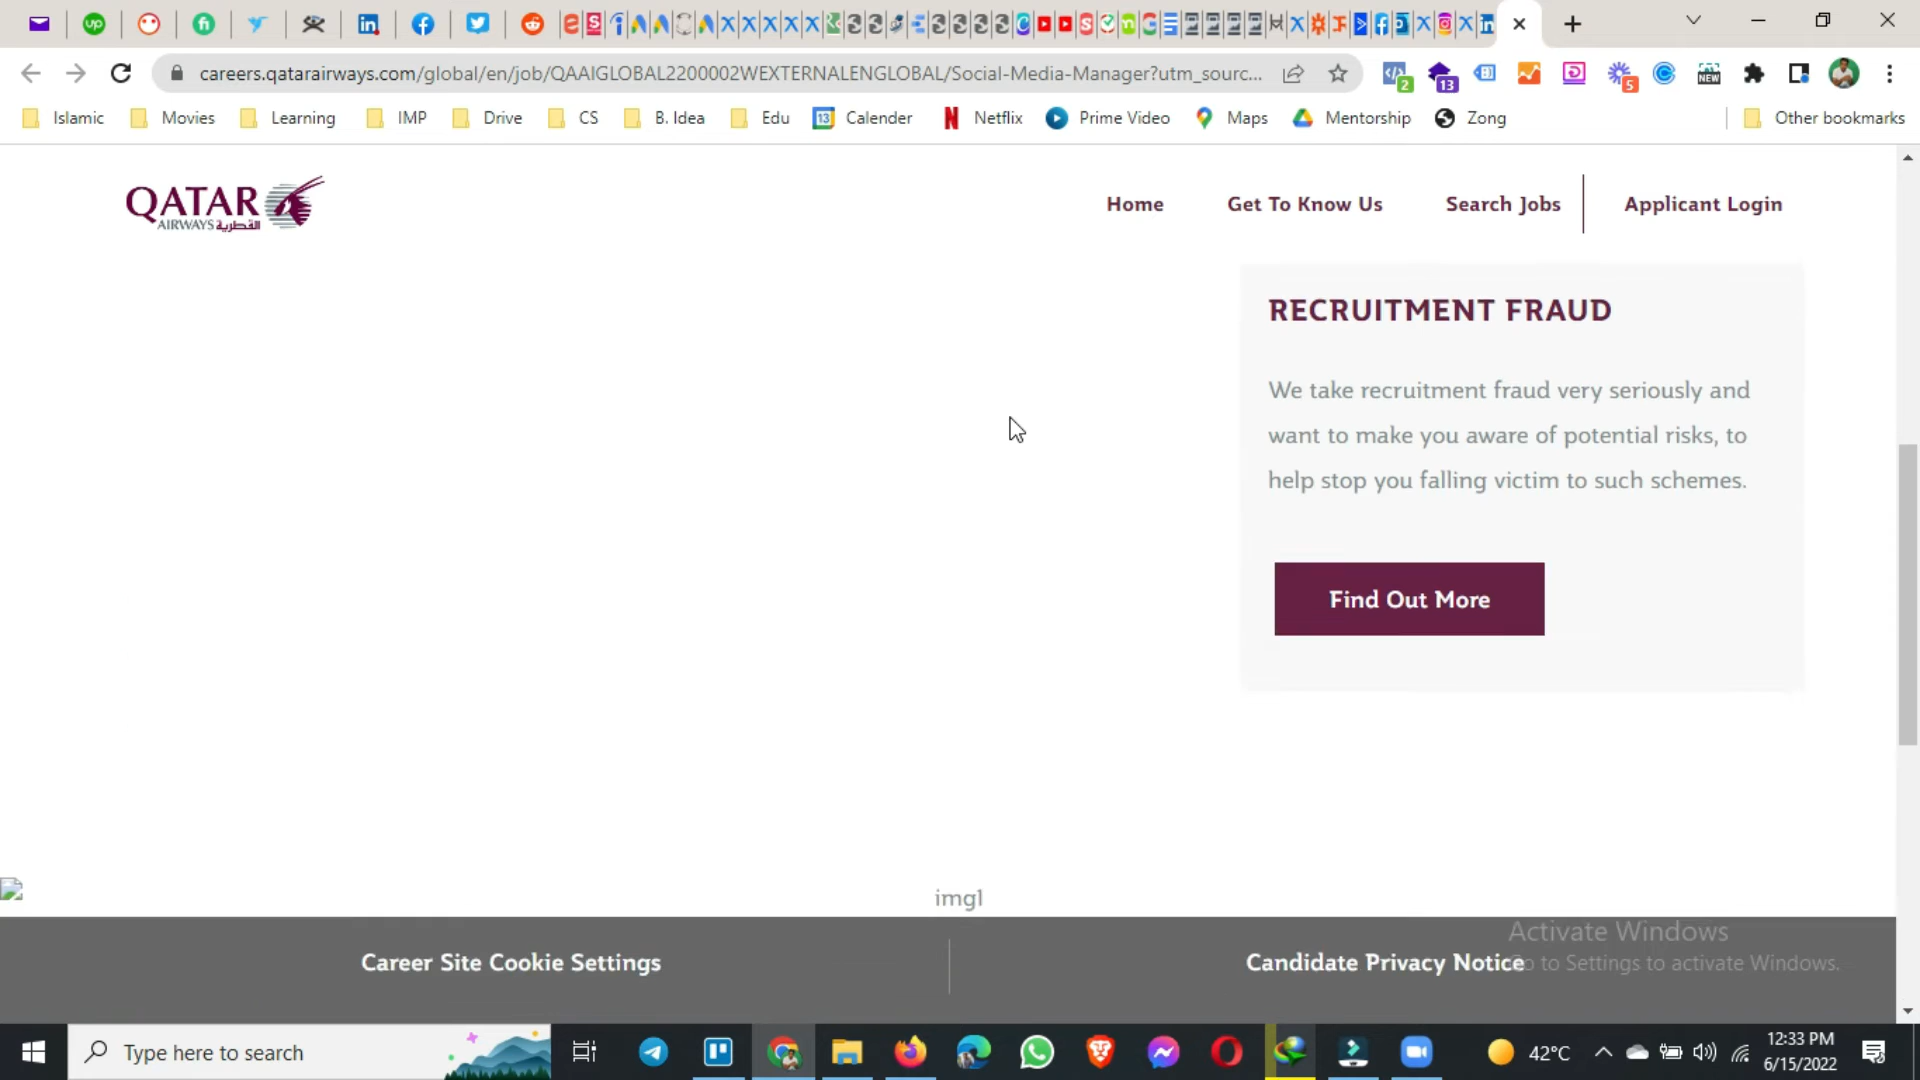 careers.qatarairways.com/global/en/job/QAAIGLOBAL2200002WEXTERNALENGLOBAL/Social-Media-Manager?utm_sourc...
2
13
5
NEW
Islamic
Movies
Learning
IMP
Drive
CS
B. Idea
Edu
13
Calender
Netflix
Prime Video
Maps
Mentorship
Zong
Other bookmarks
QATAR
AIRWAYS القطرية
Home
Get To Know Us
Search Jobs
Applicant Login
RECRUITMENT FRAUD
We take recruitment fraud very seriously and
want to make you aware of potential risks, to
help stop you falling victim to such schemes.
Find Out More
img1
Career Site Cookie Settings
Candidate Privacy Notice
Activate Windows
Go to Settings to activate Windows.
Type here to search
42°C
12:33 PM
6/15/2022